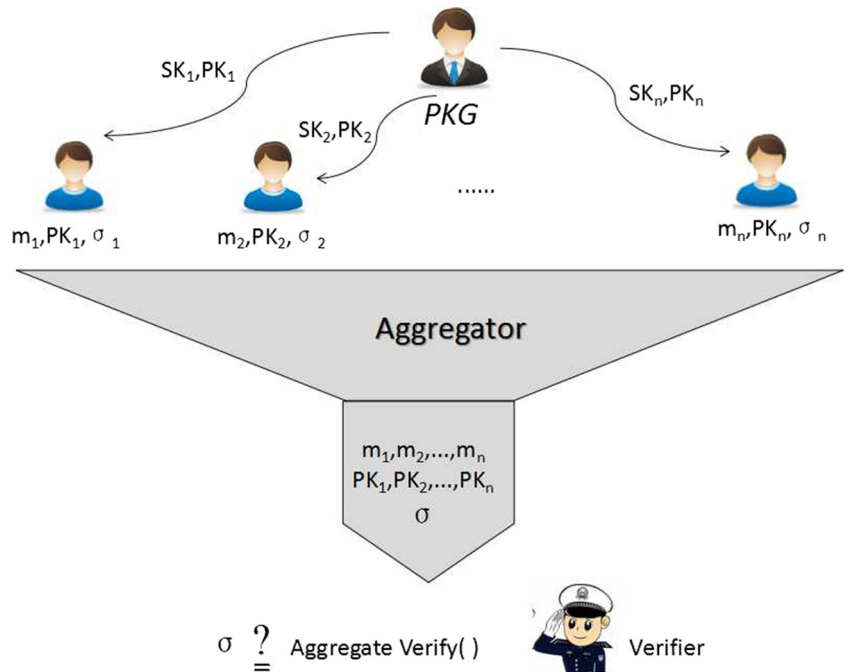 PKG
SK₁,PK₁
SK₂,PK₂
SKₙ,PKₙ
......
m₁,PK₁, σ ₁
m₂,PK₂, σ ₂
mₙ,PKₙ, σ ₙ
Aggregator
m₁,m₂,...,mₙ
PK₁,PK₂,...,PKₙ
σ
σ ≟ Aggregate Verify( ) Verifier